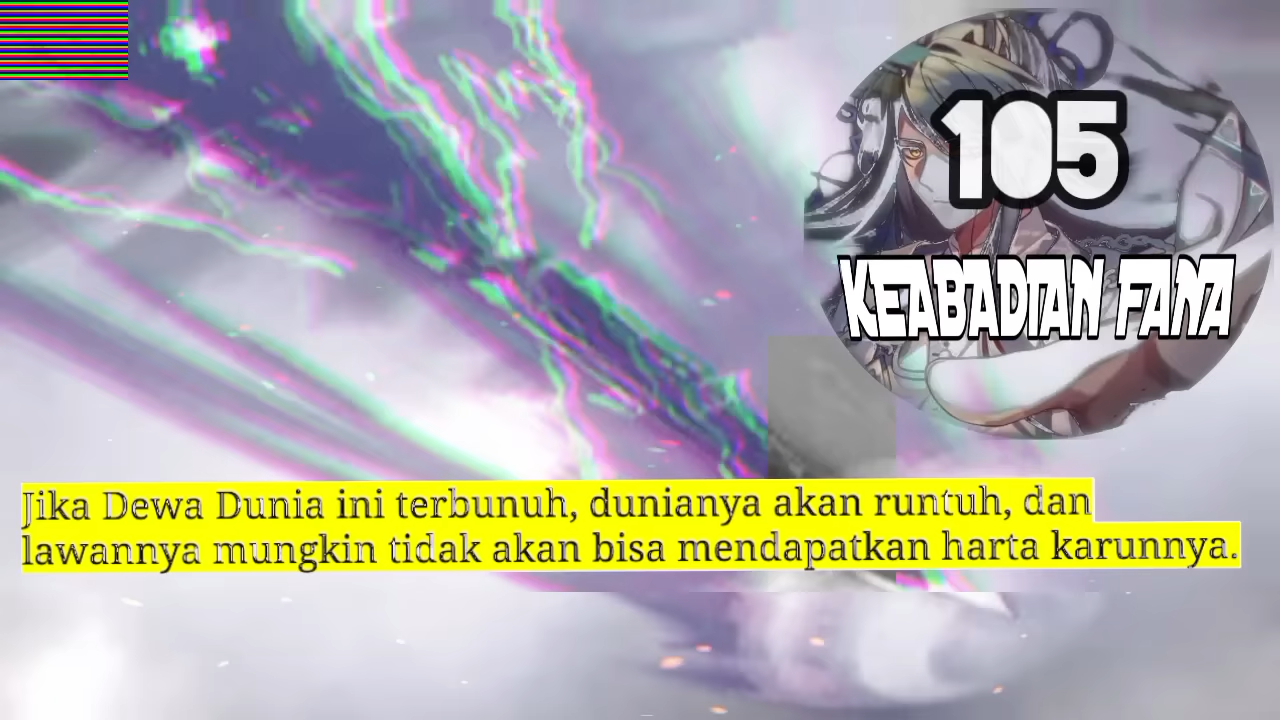 105
KEABADIAN FANA
Jika Dewa Dunia ini terbunuh, dunianya akan runtuh, dan
lawannya mungkin tidak akan bisa mendapatkan harta karunnya.